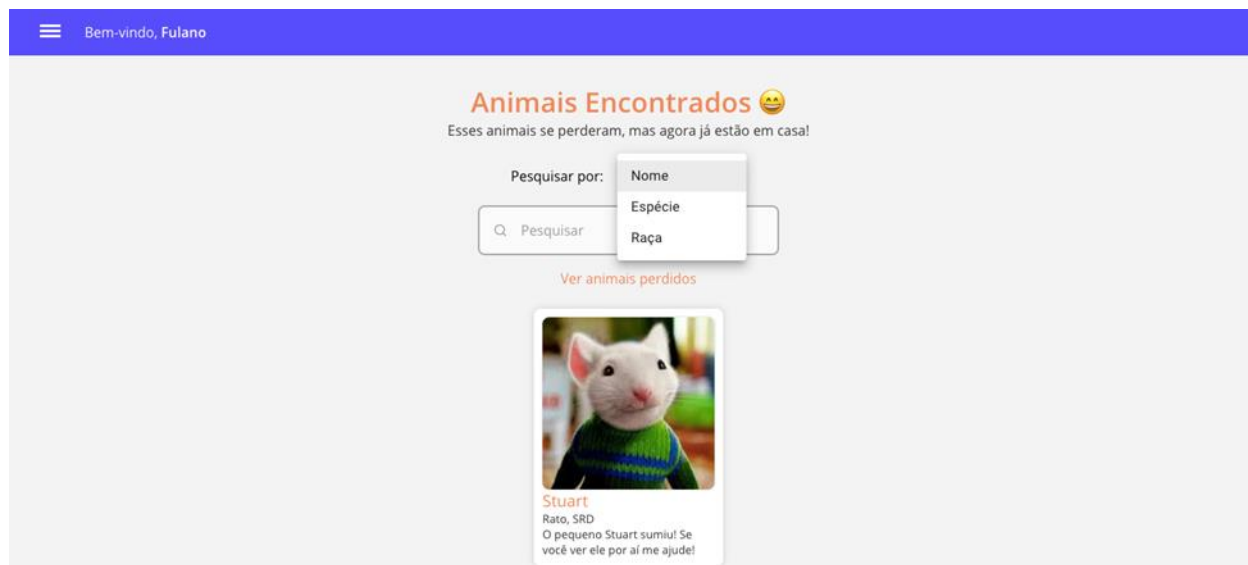 Bem-vindo, Fulano
Animais Encontrados 😄
Esses animais se perderam, mas agora já estão em casa!
Pesquisar por:
Nome
Espécie
Raça
Pesquisar
Ver animais perdidos
Stuart
Rato, SRD
O pequeno Stuart sumiu! Se
você ver ele por aí me ajude!